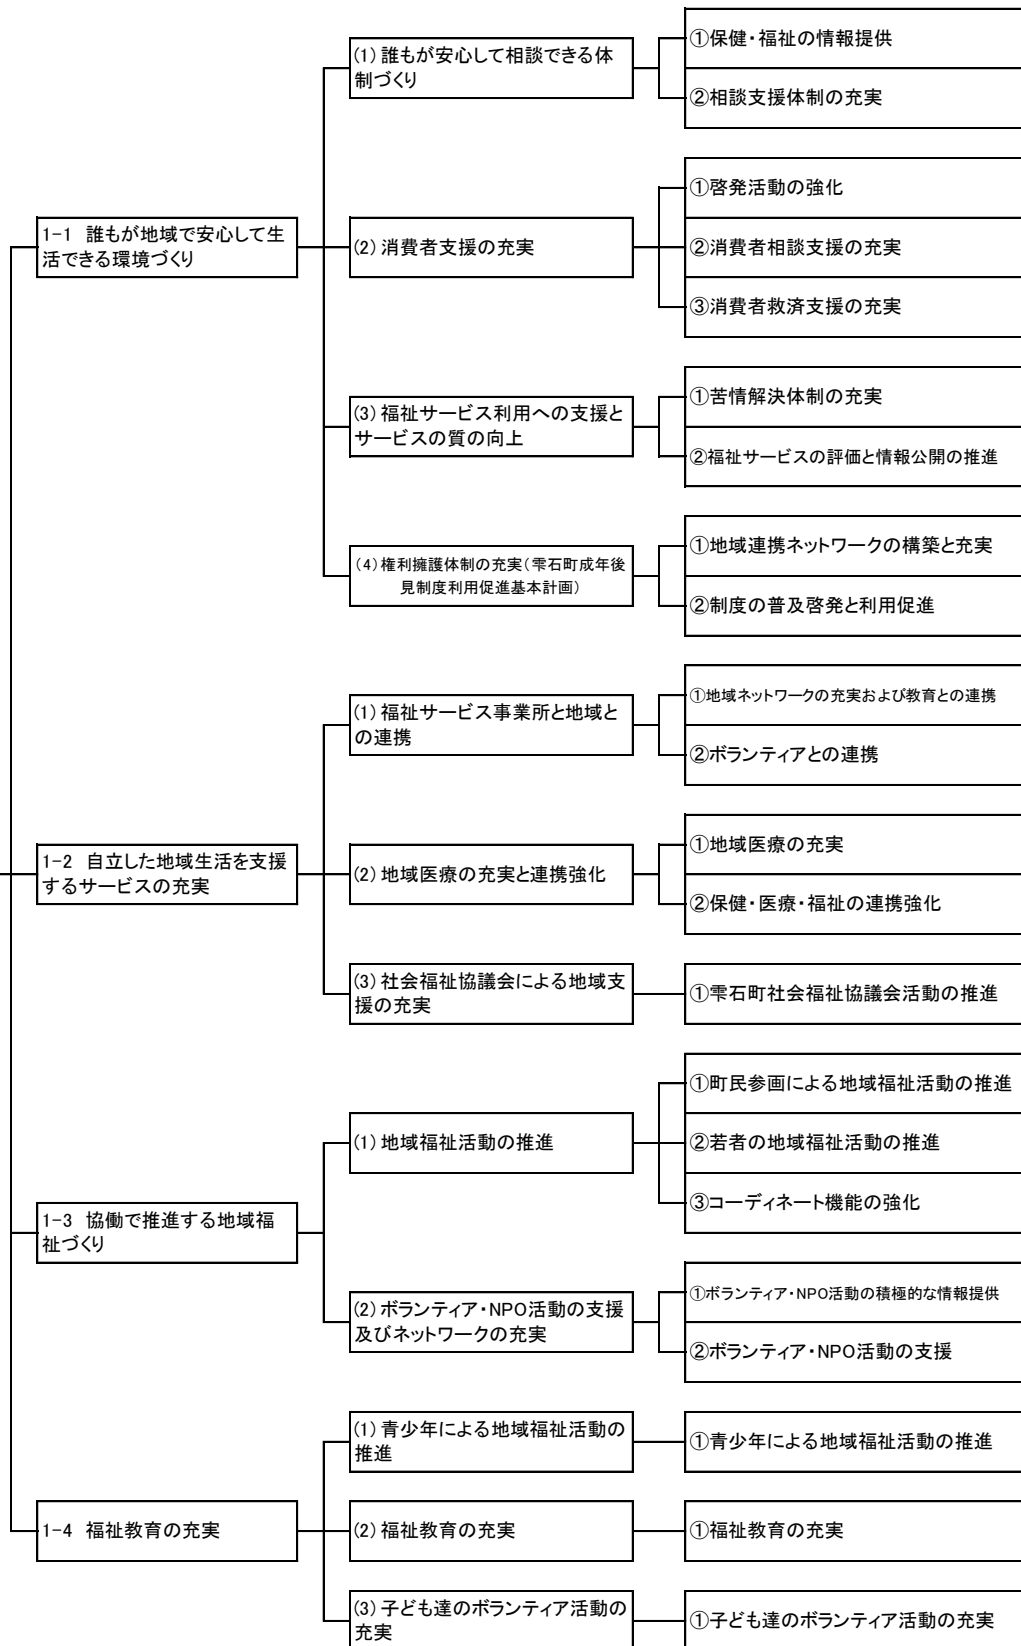 1-1 誰もが地域で安心して生
活できる環境づくり
(1) 誰もが安心して相談できる体
制づくり
①保健・福祉の情報提供
②相談支援体制の充実
(2) 消費者支援の充実
①啓発活動の強化
②消費者相談支援の充実
③消費者救済支援の充実
(3) 福祉サービス利用への支援と
サービスの質の向上
①苦情解決体制の充実
②福祉サービスの評価と情報公開の推進
(4) 権利擁護体制の充実(雫石町成年後
見制度利用促進基本計画)
①地域連携ネットワークの構築と充実
②制度の普及啓発と利用促進
1-2 自立した地域生活を支援
するサービスの充実
(1) 福祉サービス事業所と地域と
の連携
①地域ネットワークの充実および教育との連携
②ボランティアとの連携
(2) 地域医療の充実と連携強化
①地域医療の充実
②保健・医療・福祉の連携強化
(3) 社会福祉協議会による地域支
援の充実
①雫石町社会福祉協議会活動の推進
1-3 協働で推進する地域福
祉づくり
(1) 地域福祉活動の推進
①町民参画による地域福祉活動の推進
②若者の地域福祉活動の推進
③コーディネート機能の強化
(2) ボランティア・NPO活動の支援
及びネットワークの充実
①ボランティア・NPO活動の積極的な情報提供
②ボランティア・NPO活動の支援
1-4 福祉教育の充実
(1) 青少年による地域福祉活動の
推進
①青少年による地域福祉活動の推進
(2) 福祉教育の充実
①福祉教育の充実
(3) 子ども達のボランティア活動の
充実
①子ども達のボランティア活動の充実